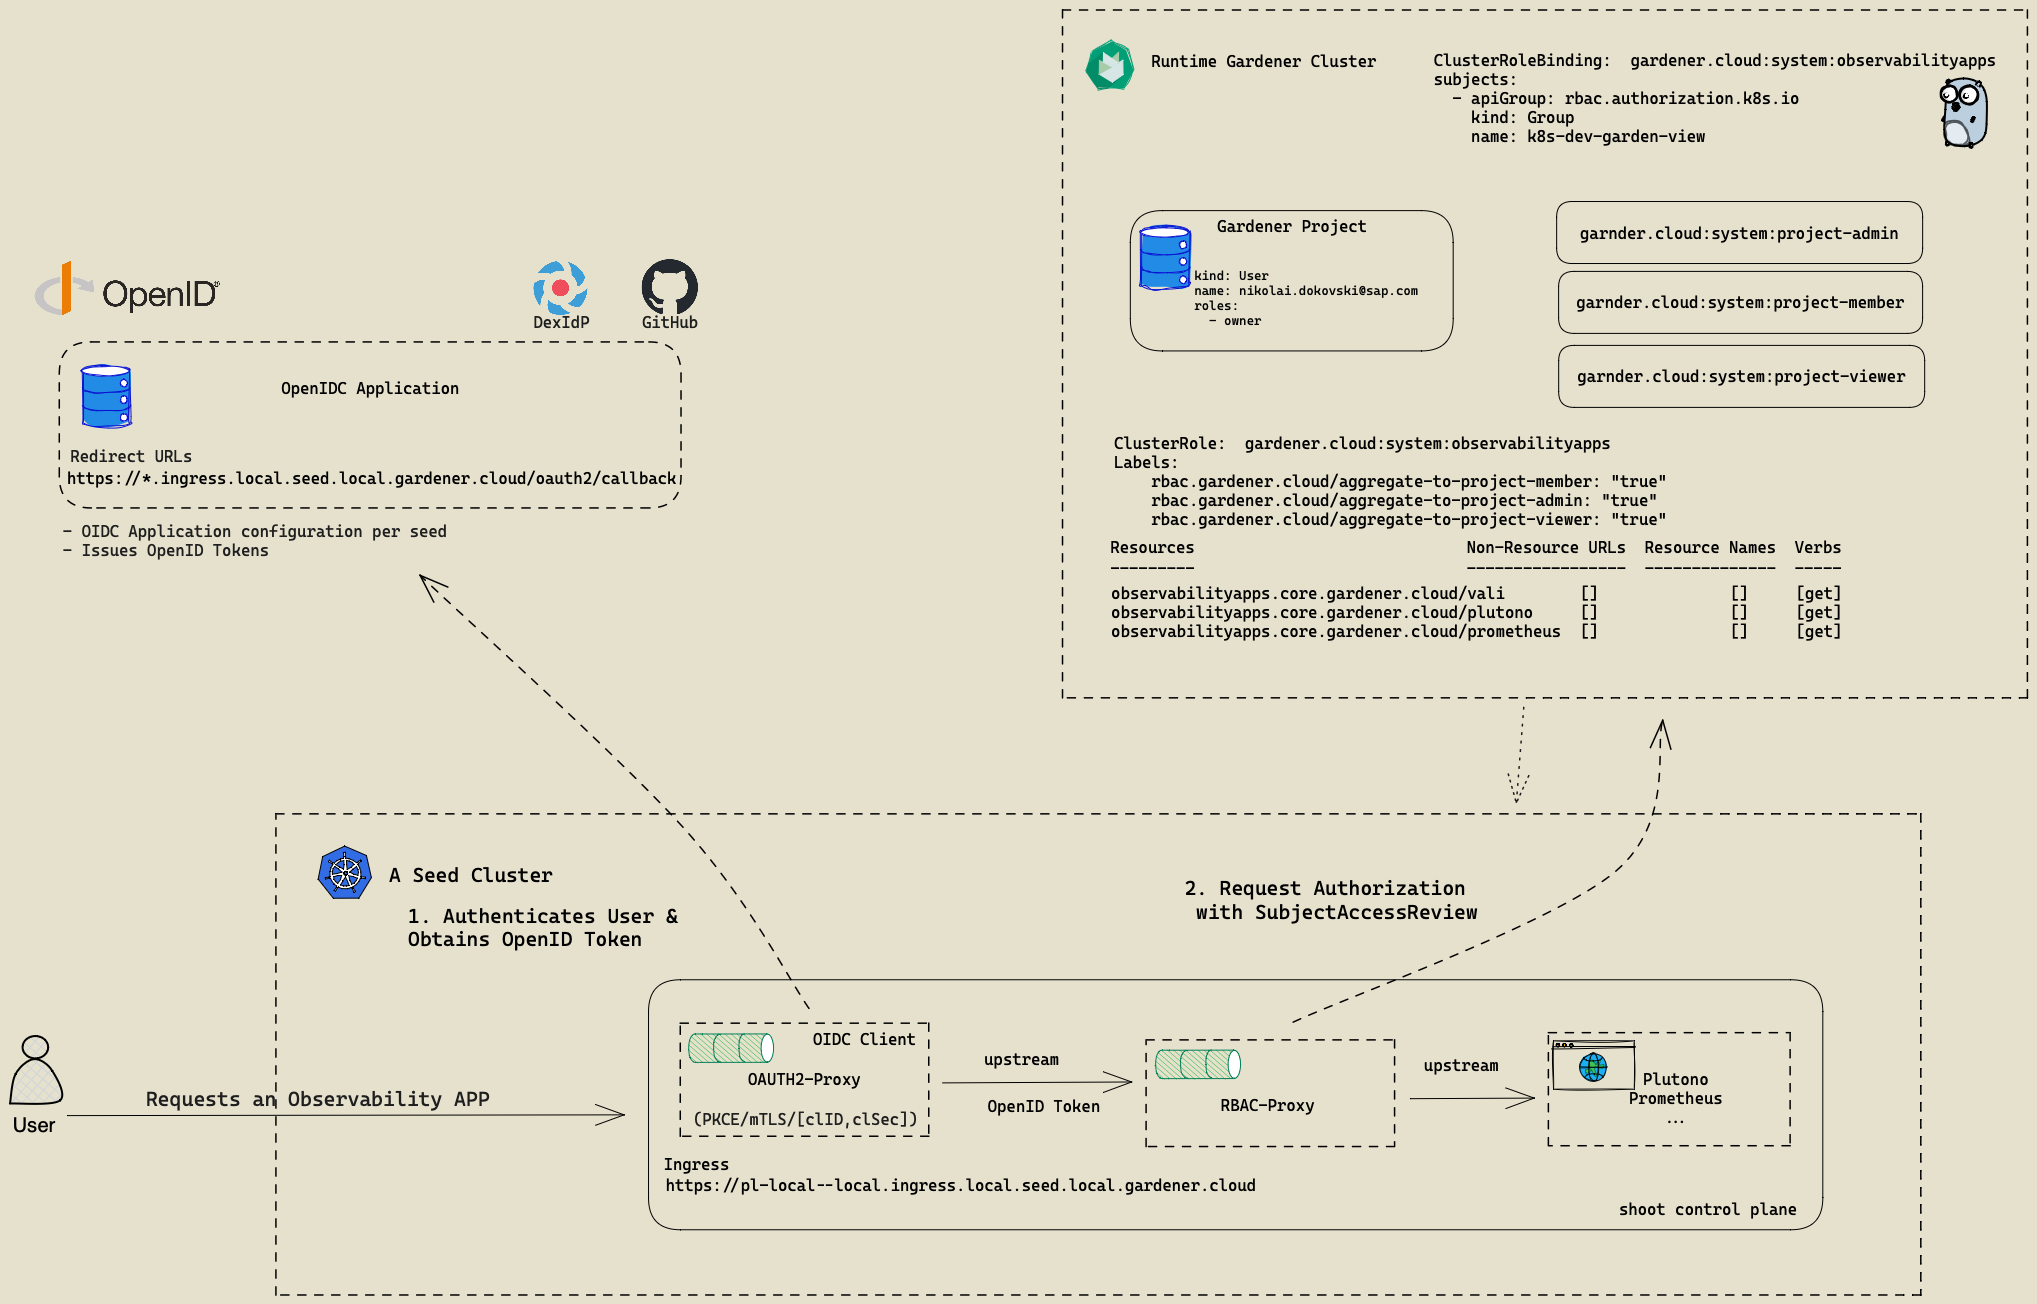 Runtime Gardener Cluster
ClusterRoleBinding:  gardener.cloud:system:observabilityapps
subjects:
  - apiGroup: rbac.authorization.k8s.io
    kind: Group
    name: k8s-dev-garden-view
Gardener Project
kind: User
name: nikolai.dokovski@sap.com
roles:
  - owner
garnder.cloud:system:project-admin
garnder.cloud:system:project-member
garnder.cloud:system:project-viewer
ClusterRole:  gardener.cloud:system:observabilityapps
Labels:
    rbac.gardener.cloud/aggregate-to-project-member: "true"
    rbac.gardener.cloud/aggregate-to-project-admin: "true"
    rbac.gardener.cloud/aggregate-to-project-viewer: "true"
Resources  Non-Resource URLs  Resource Names  Verbs
---------  -----------------  --------------  -----
observabilityapps.core.gardener.cloud/vali  []  []  [get]
observabilityapps.core.gardener.cloud/plutono  []  []  [get]
observabilityapps.core.gardener.cloud/prometheus  []  []  [get]
OpenID®
DexIdP
GitHub
OpenIDC Application
Redirect URLs
https://*.ingress.local.seed.local.gardener.cloud/oauth2/callback
- OIDC Application configuration per seed
- Issues OpenID Tokens
A Seed Cluster
1. Authenticates User &
Obtains OpenID Token
2. Request Authorization
with SubjectAccessReview
User
Requests an Observability APP
OIDC Client
OAUTH2-Proxy
(PKCE/mTLS/[clID,clSec])
upstream
OpenID Token
RBAC-Proxy
upstream
Plutono
Prometheus
...
Ingress
https://pl-local--local.ingress.local.seed.local.gardener.cloud
shoot control plane